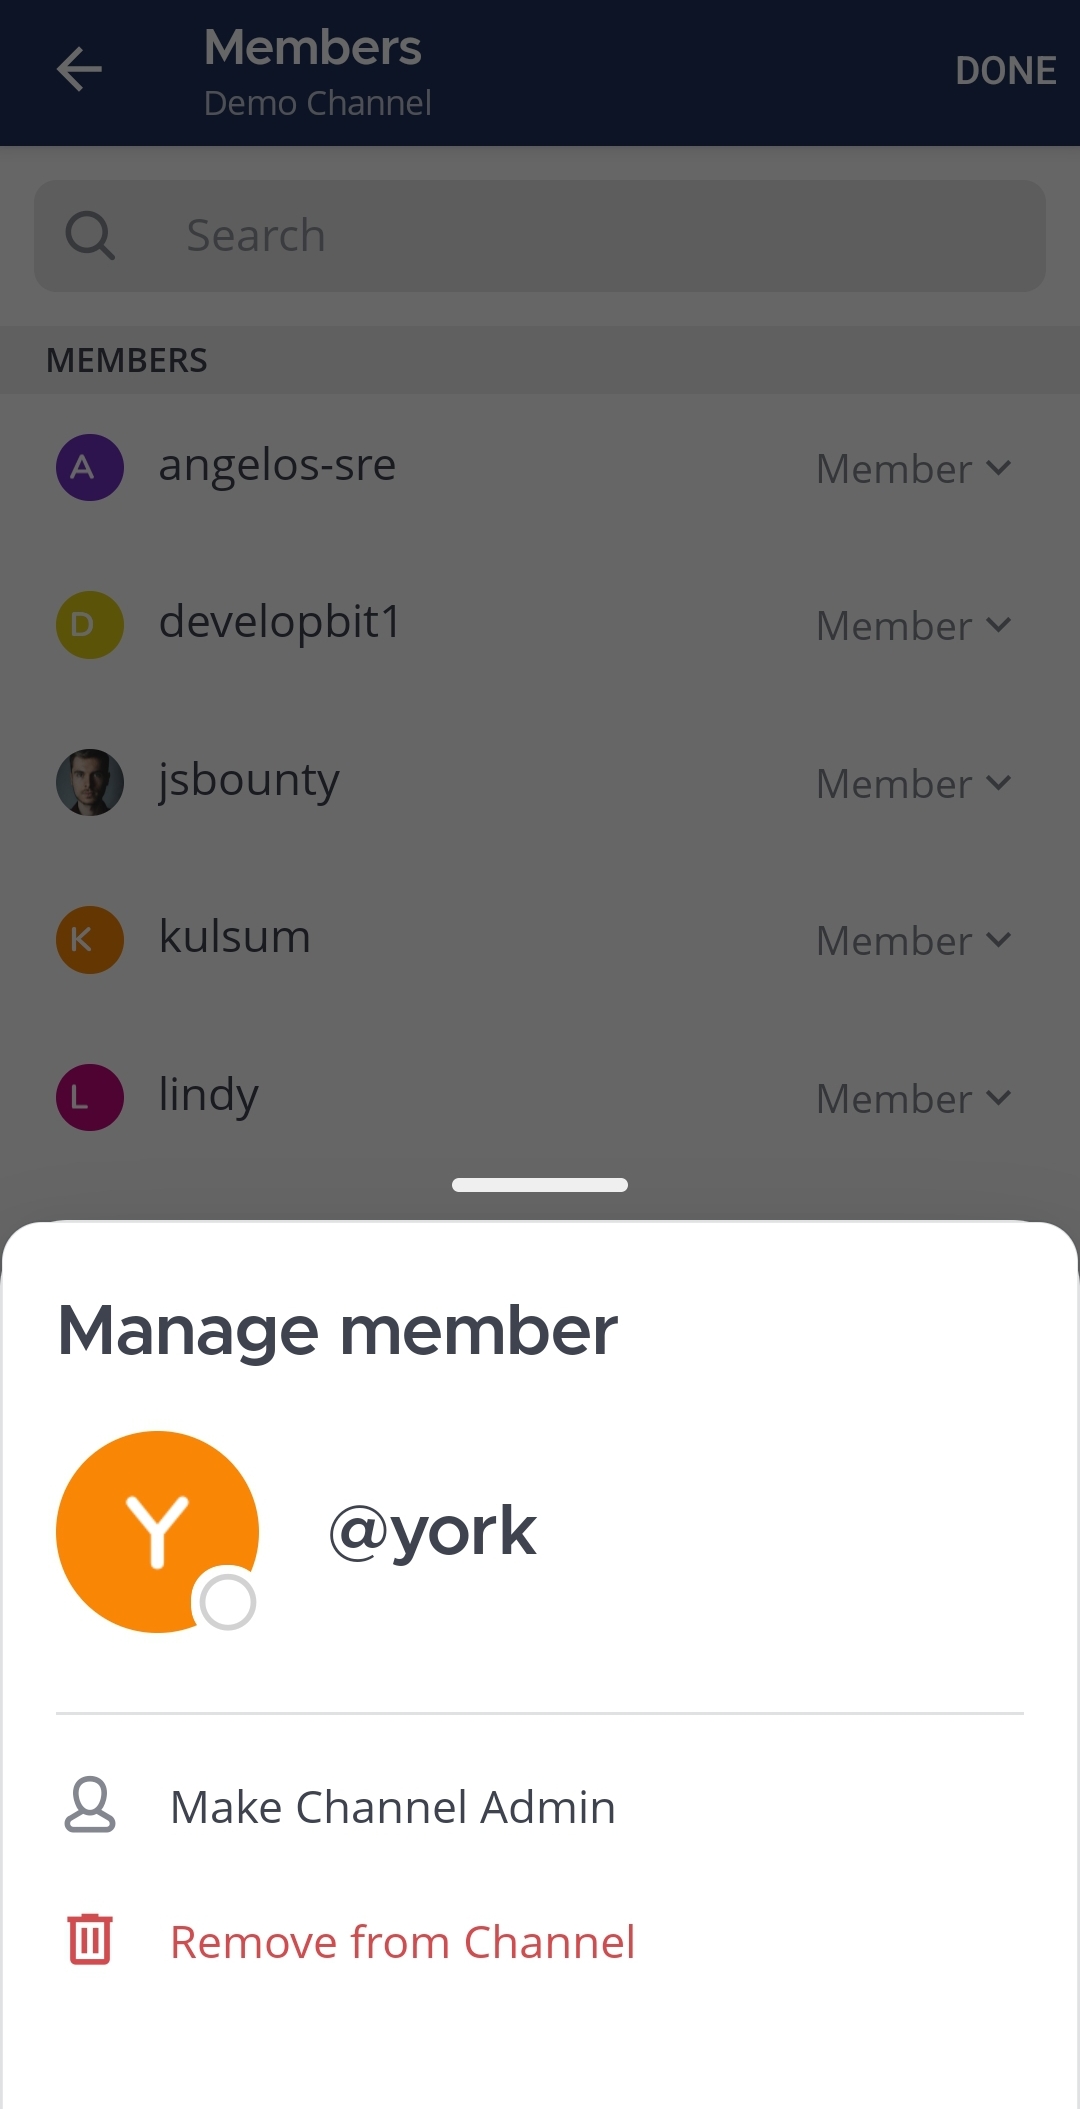 Members
DONE
Demo Channel
Search
MEMBERS
A angelos-sre Member
D developbit1 Member
jsbounty Member
K kulsum Member
L lindy Member
Manage member
Y @york
Make Channel Admin
Remove from Channel